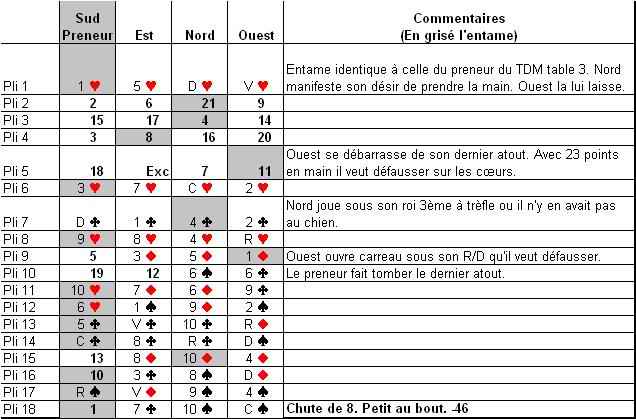 Sud Preneur Est Nord Ouest Commentaires (En grisé l'entame)
Pli 1 1 ♥ 5 ♥ D ♥ V ♥ Entame identique à celle du preneur du TDM table 3. Nord
manifeste son désir de prendre la main. Ouest la lui laisse.
Pli 2 2 6 21 9
Pli 3 15 17 4 14
Pli 4 3 8 16 20
Pli 5 18 Exc 7 11 Ouest se débarrasse de son dernier atout. Avec 23 points
en main il veut défausser sur les cœurs.
Pli 6 3 ♥ 7 ♥ C ♥ 2 ♥
Pli 7 D ♣ 1 ♣ 4 ♣ 2 ♣ Nord joue sous son roi 3ème à trèfle ou il n'y en avait pas
au chien.
Pli 8 9 ♥ 8 ♥ 4 ♥ R ♥
Pli 9 5 3 ♦ 5 ♦ 1 ♦ Ouest ouvre carreau sous son R/D qu'il veut défausser.
Pli 10 19 12 6 ♠ 6 ♣ Le preneur fait tomber le dernier atout.
Pli 11 10 ♥ 7 ♦ 6 ♦ 9 ♣
Pli 12 6 ♥ 1 ♠ 9 ♦ 2 ♠
Pli 13 5 ♣ V ♣ 10 ♣ R ♦
Pli 14 C ♣ 8 ♣ R ♣ D ♠
Pli 15 13 8 ♦ 10 ♦ 4 ♦
Pli 16 10 3 ♣ 8 ♠ D ♦
Pli 17 R ♠ V ♦ 9 ♠ 4 ♠
Pli 18 1 7 ♣ 10 ♠ C ♠ Chute de 8. Petit au bout. -46